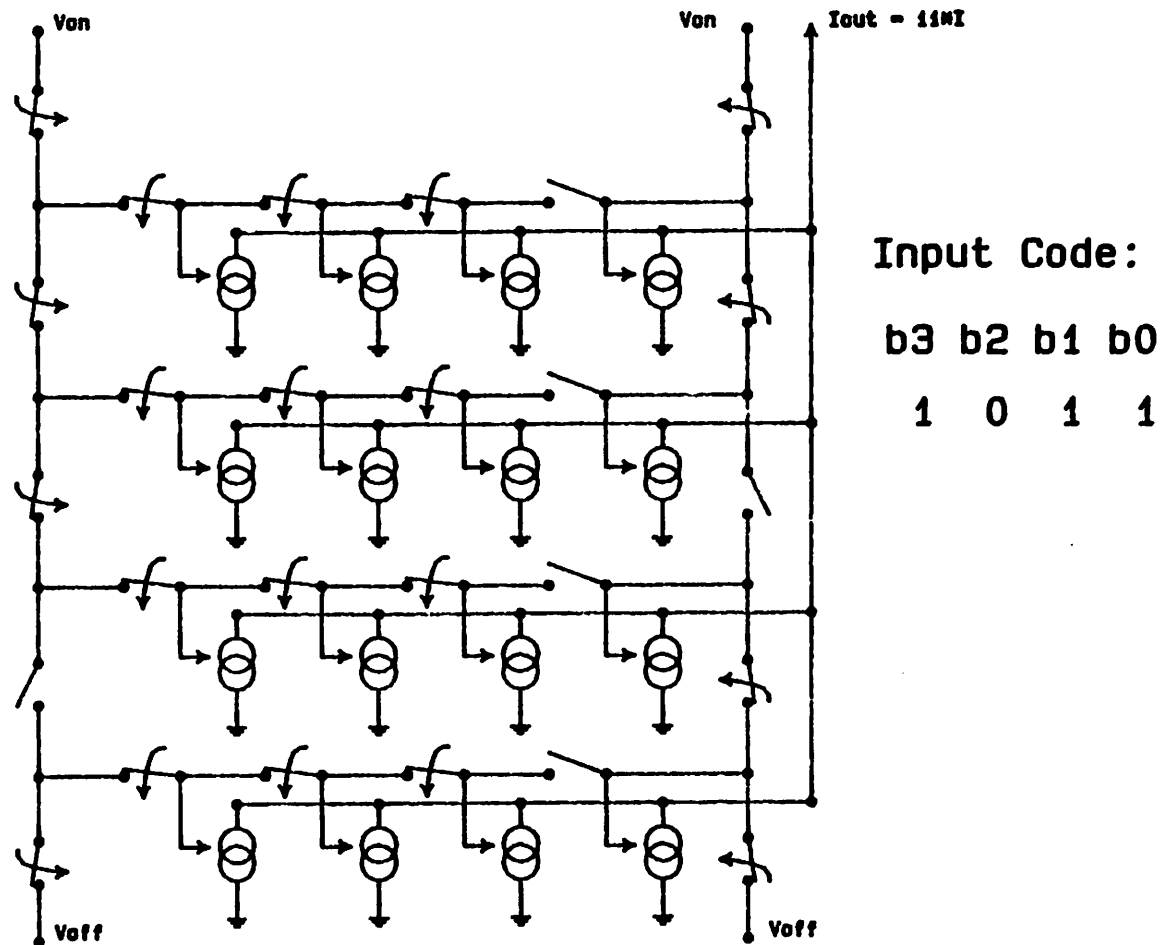 Von
Von
Iout = 11*I
Input Code:
b3 b2 b1 b0
1 0 1 1
Voff
Voff